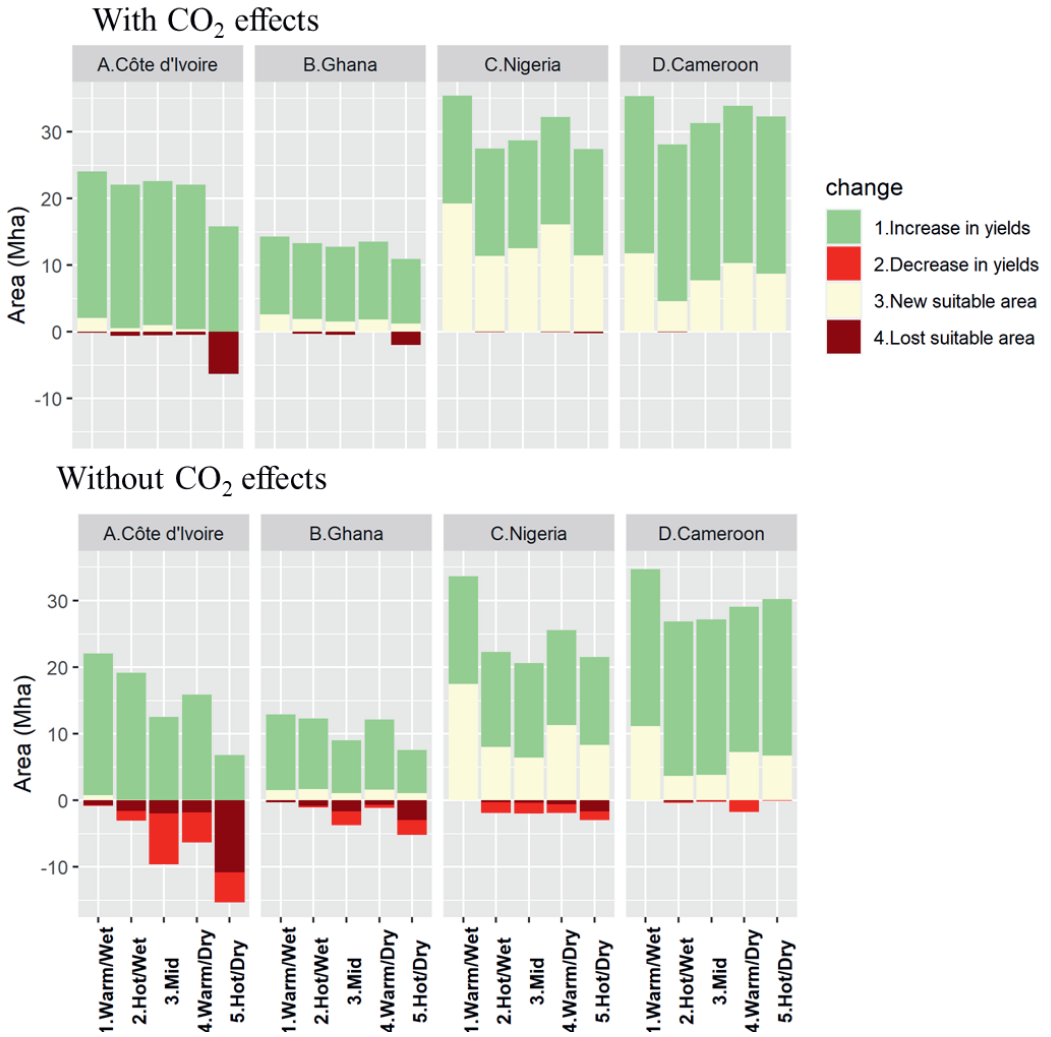 With CO₂ effects
A.Côte d'Ivoire
B.Ghana
C.Nigeria
D.Cameroon
Area (Mha)
30
20
10
0
-10
change
1.Increase in yields
2.Decrease in yields
3.New suitable area
4.Lost suitable area
Without CO₂ effects
A.Côte d'Ivoire
B.Ghana
C.Nigeria
D.Cameroon
Area (Mha)
30
20
10
0
-10
1.Warm/Wet
2.Hot/Wet
3.Mid
4.Warm/Dry
5.Hot/Dry
1.Warm/Wet
2.Hot/Wet
3.Mid
4.Warm/Dry
5.Hot/Dry
1.Warm/Wet
2.Hot/Wet
3.Mid
4.Warm/Dry
5.Hot/Dry
1.Warm/Wet
2.Hot/Wet
3.Mid
4.Warm/Dry
5.Hot/Dry